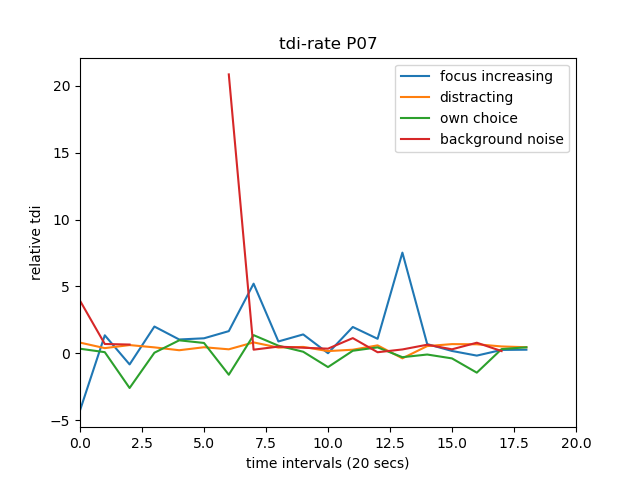 tdi-rate P07
focus increasing
distracting
own choice
background noise
relative tdi
20
15
10
5
0
−5
0.0 2.5 5.0 7.5 10.0 12.5 15.0 17.5 20.0
time intervals (20 secs)